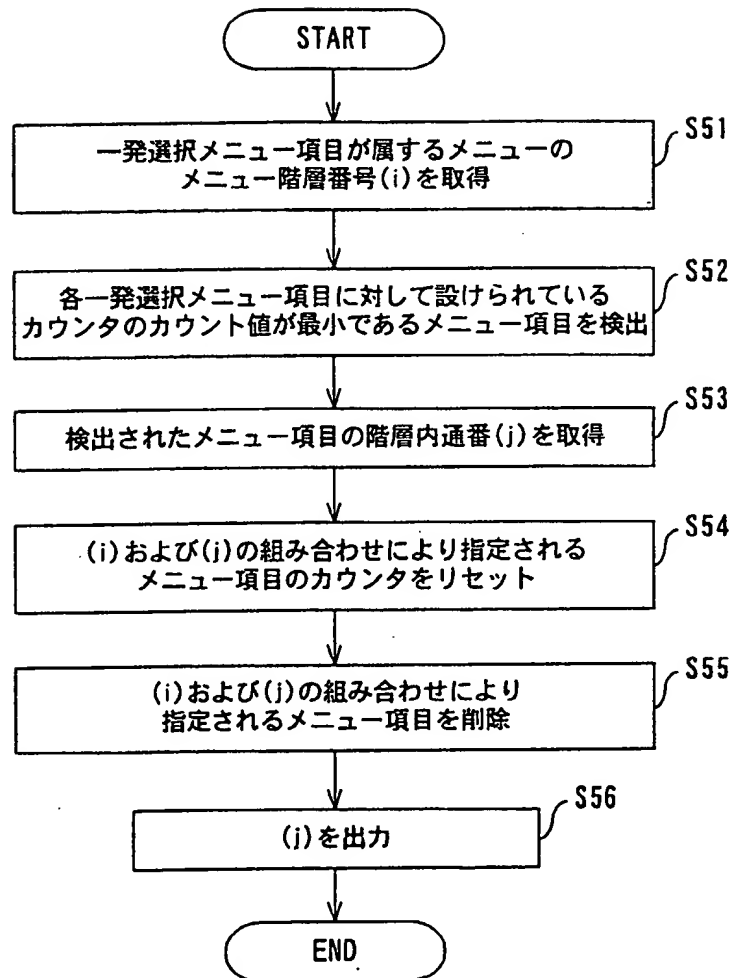 START
一発選択メニュー項目が属するメニューの
メニュー階層番号(i)を取得
S51
各一発選択メニュー項目に対して設けられている
カウンタのカウント値が最小であるメニュー項目を検出
S52
検出されたメニュー項目の階層内通番(j)を取得
S53
(i)および(j)の組み合わせにより指定される
メニュー項目のカウンタをリセット
S54
(i)および(j)の組み合わせにより
指定されるメニュー項目を削除
S55
(j)を出力
S56
END